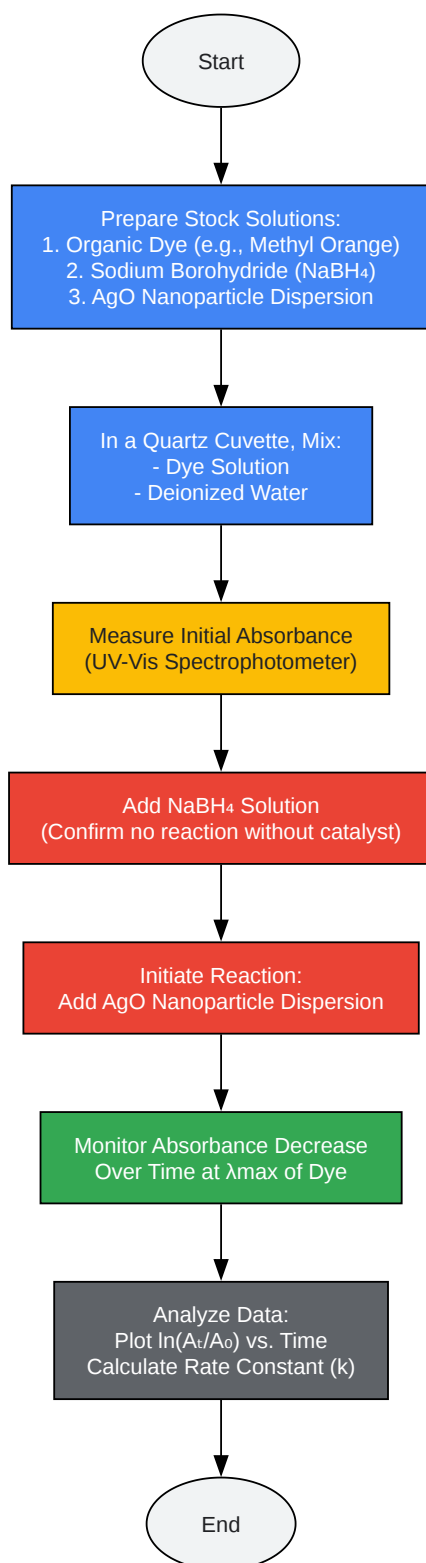 Start
Prepare Stock Solutions:
1. Organic Dye (e.g., Methyl Orange)
2. Sodium Borohydride (NaBH₄)
3. AgO Nanoparticle Dispersion
In a Quartz Cuvette, Mix:
- Dye Solution
- Deionized Water
Measure Initial Absorbance
(UV-Vis Spectrophotometer)
Add NaBH₄ Solution
(Confirm no reaction without catalyst)
Initiate Reaction:
Add AgO Nanoparticle Dispersion
Monitor Absorbance Decrease
Over Time at λmax of Dye
Analyze Data:
Plot ln(Aₜ/A₀) vs. Time
Calculate Rate Constant (k)
End